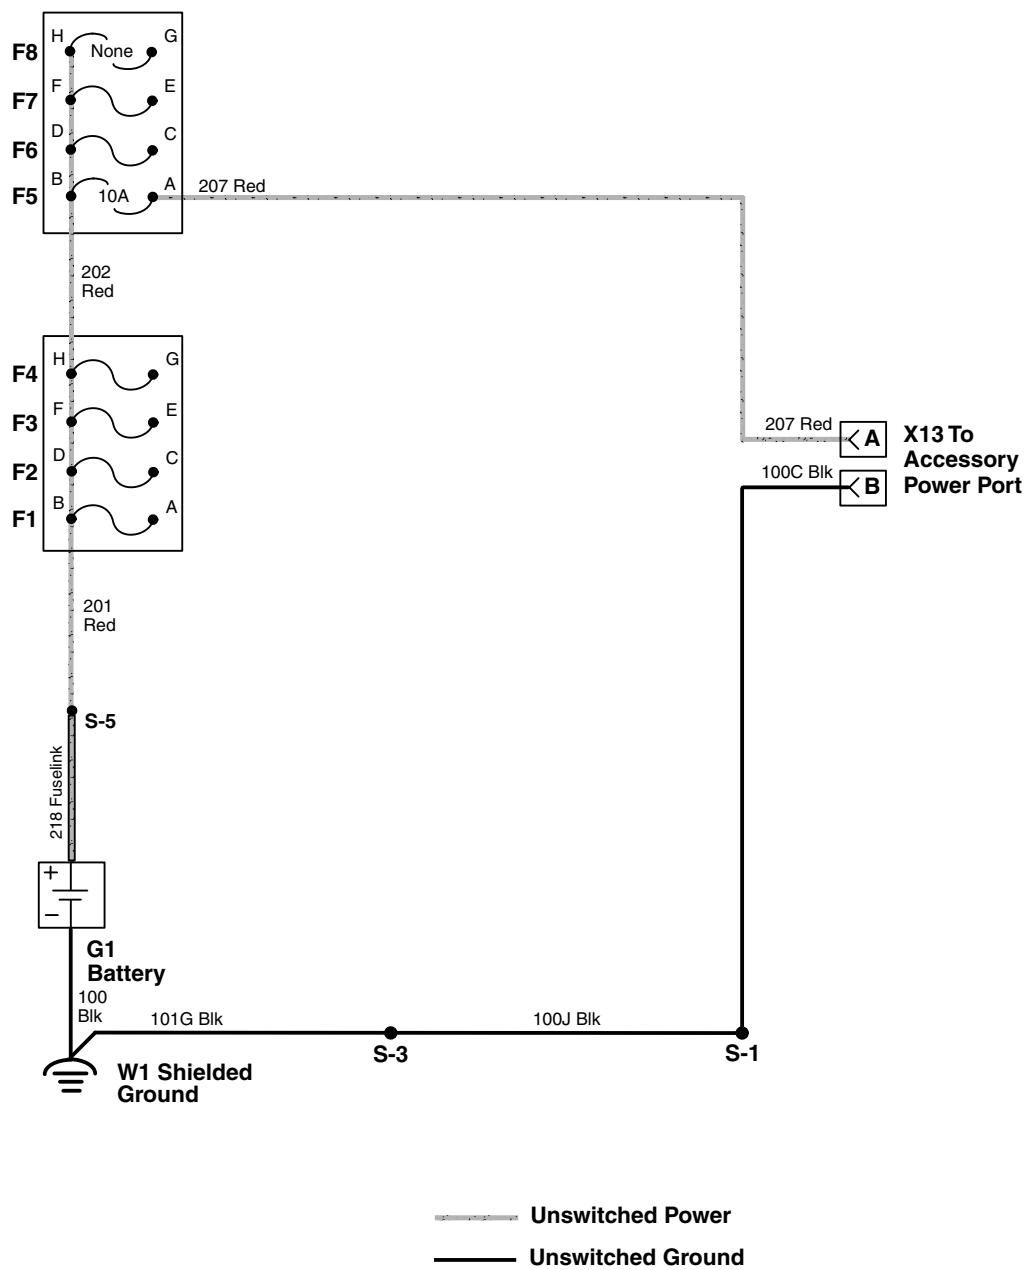 H G
F8 None
F E
F7
D C
F6
B A 207 Red
F5 10A
202
Red
H G
F4
F E
F3
D C
F2
B A
F1
207 Red
A
X13 To
Accessory
Power Port
100C Blk
B
201
Red
S-5
218 Fuselink
+
–
G1
Battery
100
Blk
101G Blk
S-3
100J Blk
S-1
W1 Shielded
Ground
Unswitched Power
Unswitched Ground